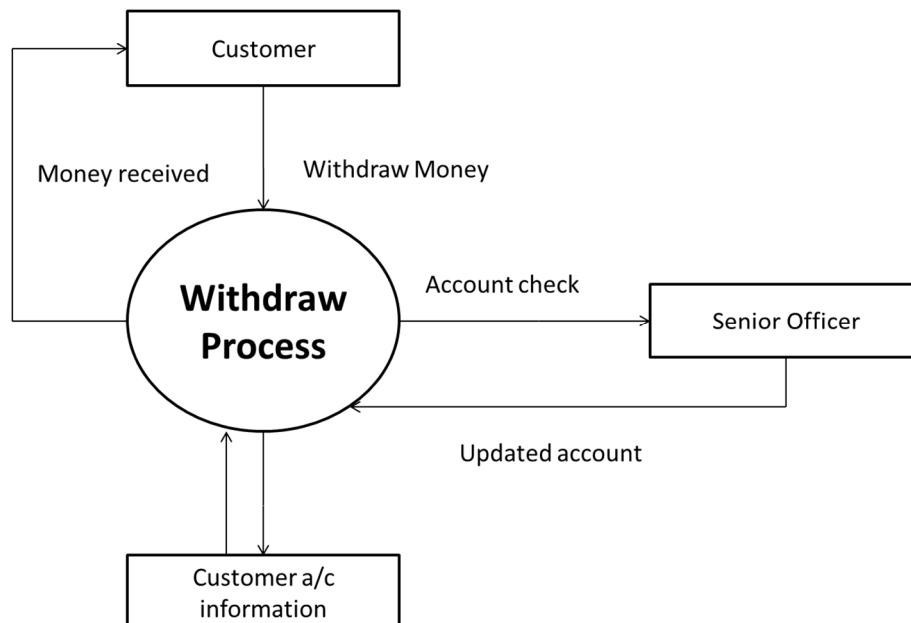 Customer
Money received
Withdraw Money
Withdraw
Process
Account check
Senior Officer
Updated account
Customer a/c
information